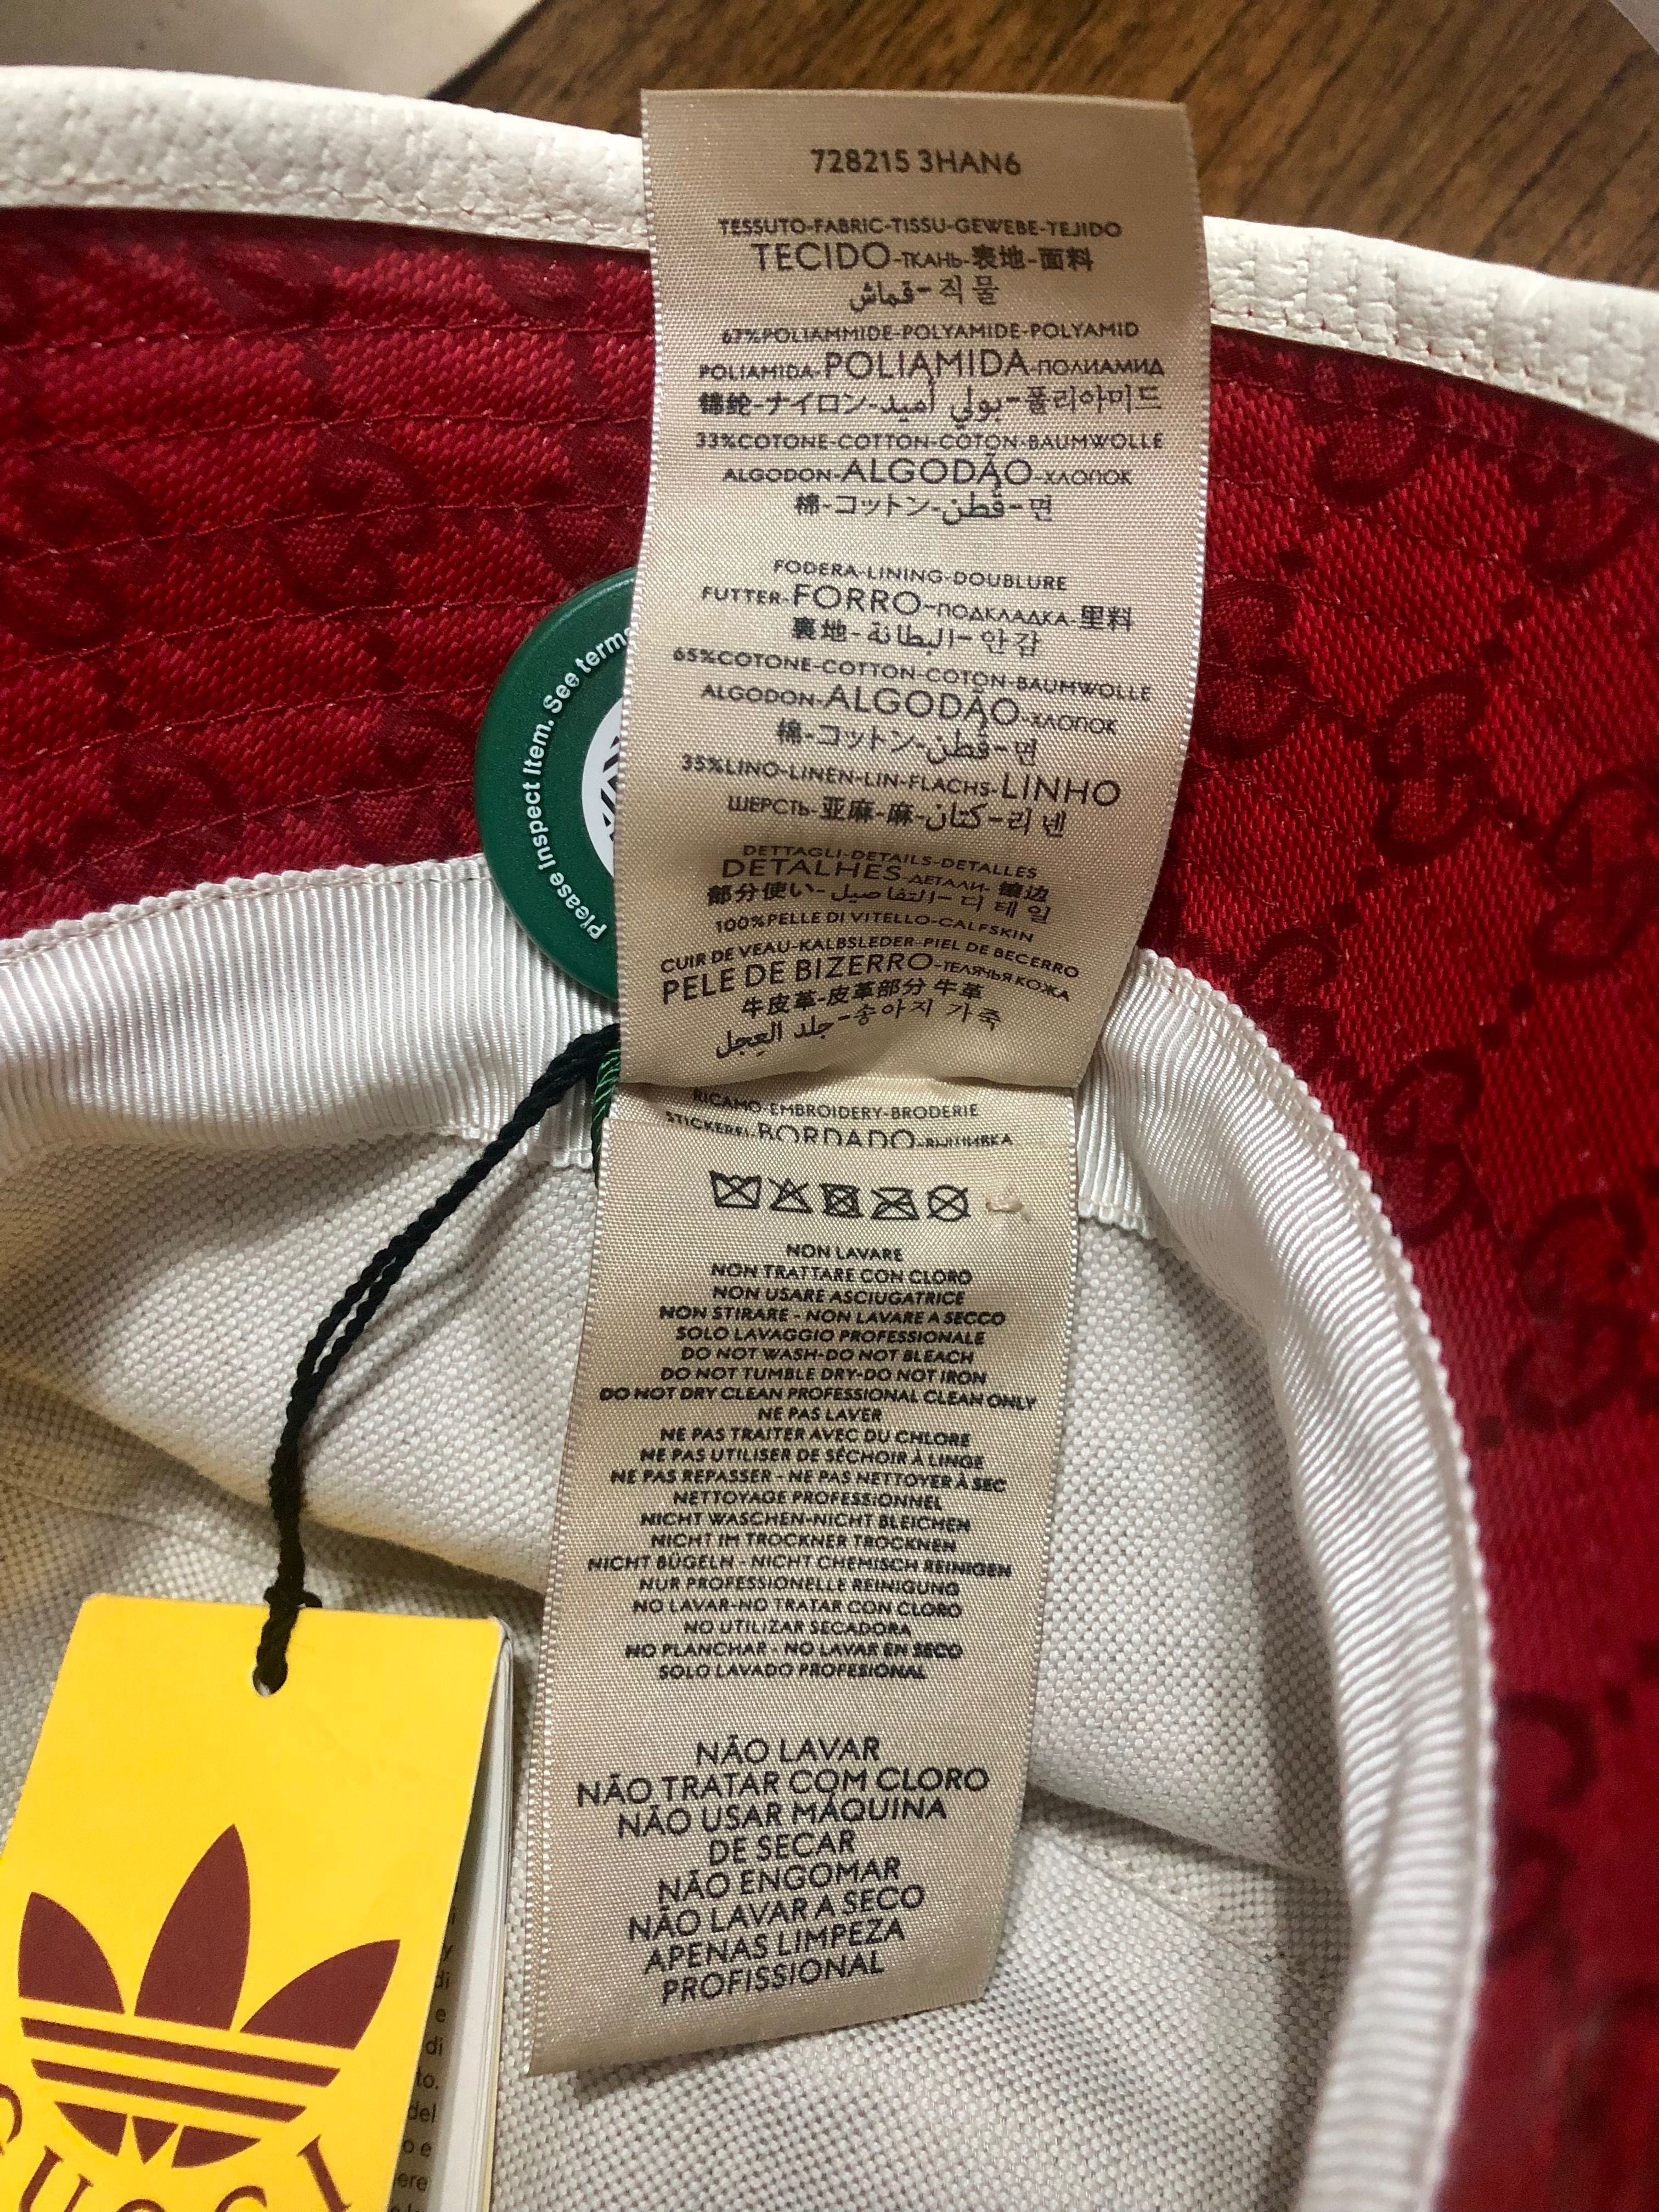 728215 3HAN6
TESSUTO-FABRIC-TISSU-GEWEBE-TEJIDO
TECIDO-ТКАНЬ-表地-面料
قماش-직물
67%POLIAMMIDE-POLYAMIDE-POLYAMID
POLIAMIDA-POLIAMIDA-ПОЛИАМИД
锦纶-ナイロン-بولي أميد-폴리아미드
33%COTONE-COTTON-COTON-BAUMWOLLE
ALGODON-ALGODÃO-ХЛОПОК
棉-コットン-قطن-면
FODERA-LINING-DOUBLURE
FUTTER-FORRO-ПОДКЛАДКА-里料
裏地-البطانة-안감
65%COTONE-COTTON-COTON-BAUMWOLLE
ALGODON-ALGODÃO-ХЛОПОК
棉-コットン-قطن-면
35%LINO-LINEN-LIN-FLACHS-LINHO
ШЕРСТЬ-亚麻-麻-كتان-리넨
DETTAGLI-DETAILS-DETALLES
DETALHES-ДЕТАЛИ-镶边
部分使い-التفاصيل-디테일
100%PELLE DI VITELLO-CALFSKIN
CUIR DE VEAU-KALBSLEDER-PIEL DE BECERRO
PELE DE BIZERRO-ТЕЛЯЧЬЯ КОЖА
牛皮革-皮革部分 牛革
جلد العجل-송아지 가죽
RICAMO-EMBROIDERY-BRODERIE
STICKEREI-BORDADO-ВЫШИВКА
NON LAVARE
NON TRATTARE CON CLORO
NON USARE ASCIUGATRICE
NON STIRARE - NON LAVARE A SECCO
SOLO LAVAGGIO PROFESSIONALE
DO NOT WASH-DO NOT BLEACH
DO NOT TUMBLE DRY-DO NOT IRON
DO NOT DRY CLEAN PROFESSIONAL CLEAN ONLY
NE PAS LAVER
NE PAS TRAITER AVEC DU CHLORE
NE PAS UTILISER DE SÉCHOIR À LINGE
NE PAS REPASSER - NE PAS NETTOYER À SEC
NETTOYAGE PROFESSIONNEL
NICHT WASCHEN-NICHT BLEICHEN
NICHT IM TROCKNER TROCKNEN
NICHT BÜGELN - NICHT CHEMISCH REINIGEN
NUR PROFESSIONELLE REINIGUNG
NO LAVAR-NO TRATAR CON CLORO
NO UTILIZAR SECADORA
NO PLANCHAR - NO LAVAR EN SECO
SOLO LAVADO PROFESIONAL
NÃO LAVAR
NÃO TRATAR COM CLORO
NÃO USAR MÁQUINA
DE SECAR
NÃO ENGOMAR
NÃO LAVAR A SECO
APENAS LIMPEZA
PROFISSIONAL
Please Inspect Item. See terms
GUCCI
di
e
di
to.
del
o e
ere